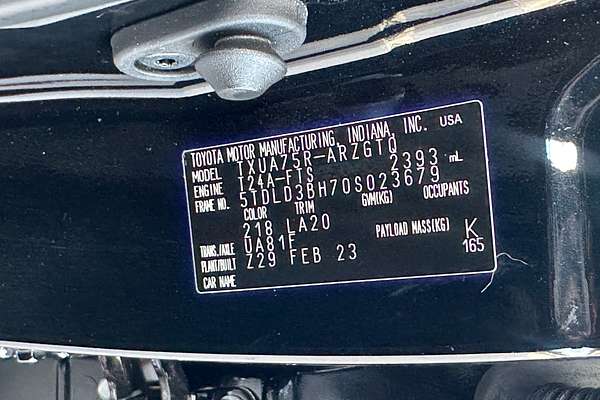 TOYOTA MOTOR MANUFACTURING, INDIANA, INC. USA
MODEL TXUA75R-ARZGTQ
ENGINE T24A-FTS 2393 mL
FRAME NO. 5TDLD3BH70S023679
COLOR TRIM GVM(KG) OCCUPANTS
218 LA20
TRANS./AXLE UA81F PAYLOAD MASS(KG) K
PLANT/BUILT Z29 FEB 23 165
CAR NAME